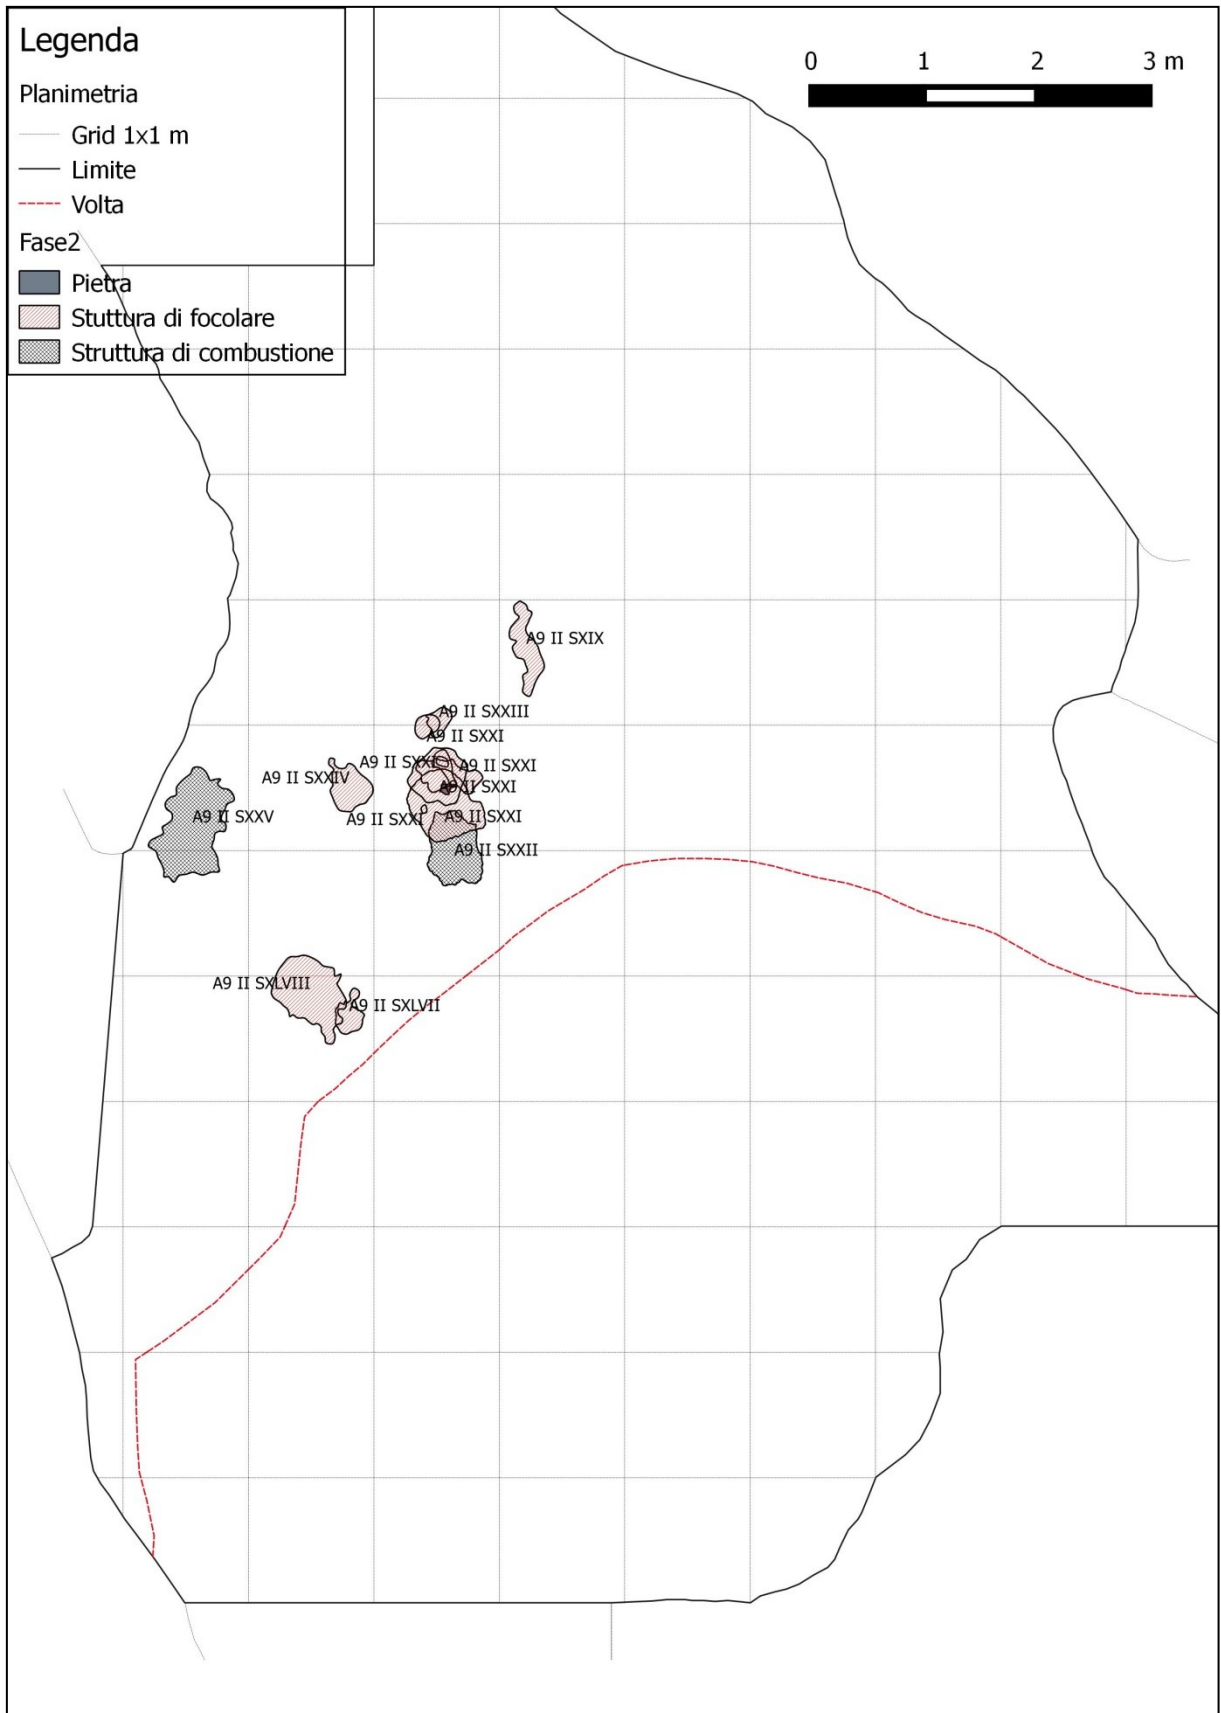 Legenda
Planimetria
Grid 1x1 m
Limite
Volta
Fase2
Pietra
Stuttura di focolare
Struttura di combustione
0 1 2 3 m
A9 II SXIX
A9 II SXXIII
A9 II SXXI
A9 II SXXI
A9 II SXXI
A9 II SXXIV
A9 II SXXI
A9 II SXXV
A9 II SXXI
A9 II SXXI
A9 II SXXII
A9 II SXLVIII
A9 II SXLVII